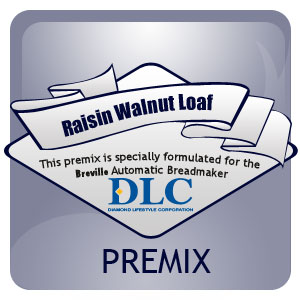 Raisin Walnut Loaf
This premix is specially formulated for the
Breville Automatic Breadmaker
DLC
DIAMOND LIFESTYLE CORPORATION
PREMIX